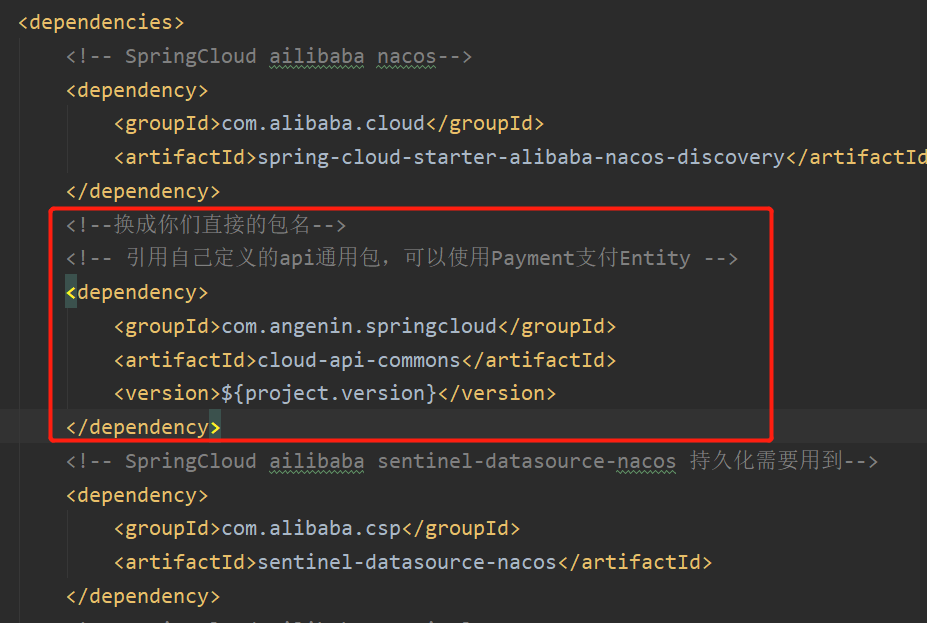 <dependencies>
<!-- SpringCloud ailibaba nacos-->
<dependency>
<groupId>com.alibaba.cloud</groupId>
<artifactId>spring-cloud-starter-alibaba-nacos-discovery</artifactId
</dependency>
<!--换成你们直接的包名-->
<!-- 引用自己定义的api通用包，可以使用Payment支付Entity -->
<dependency>
<groupId>com.angenin.springcloud</groupId>
<artifactId>cloud-api-commons</artifactId>
<version>${project.version}</version>
</dependency>
<!-- SpringCloud ailibaba sentinel-datasource-nacos 持久化需要用到-->
<dependency>
<groupId>com.alibaba.csp</groupId>
<artifactId>sentinel-datasource-nacos</artifactId>
</dependency>